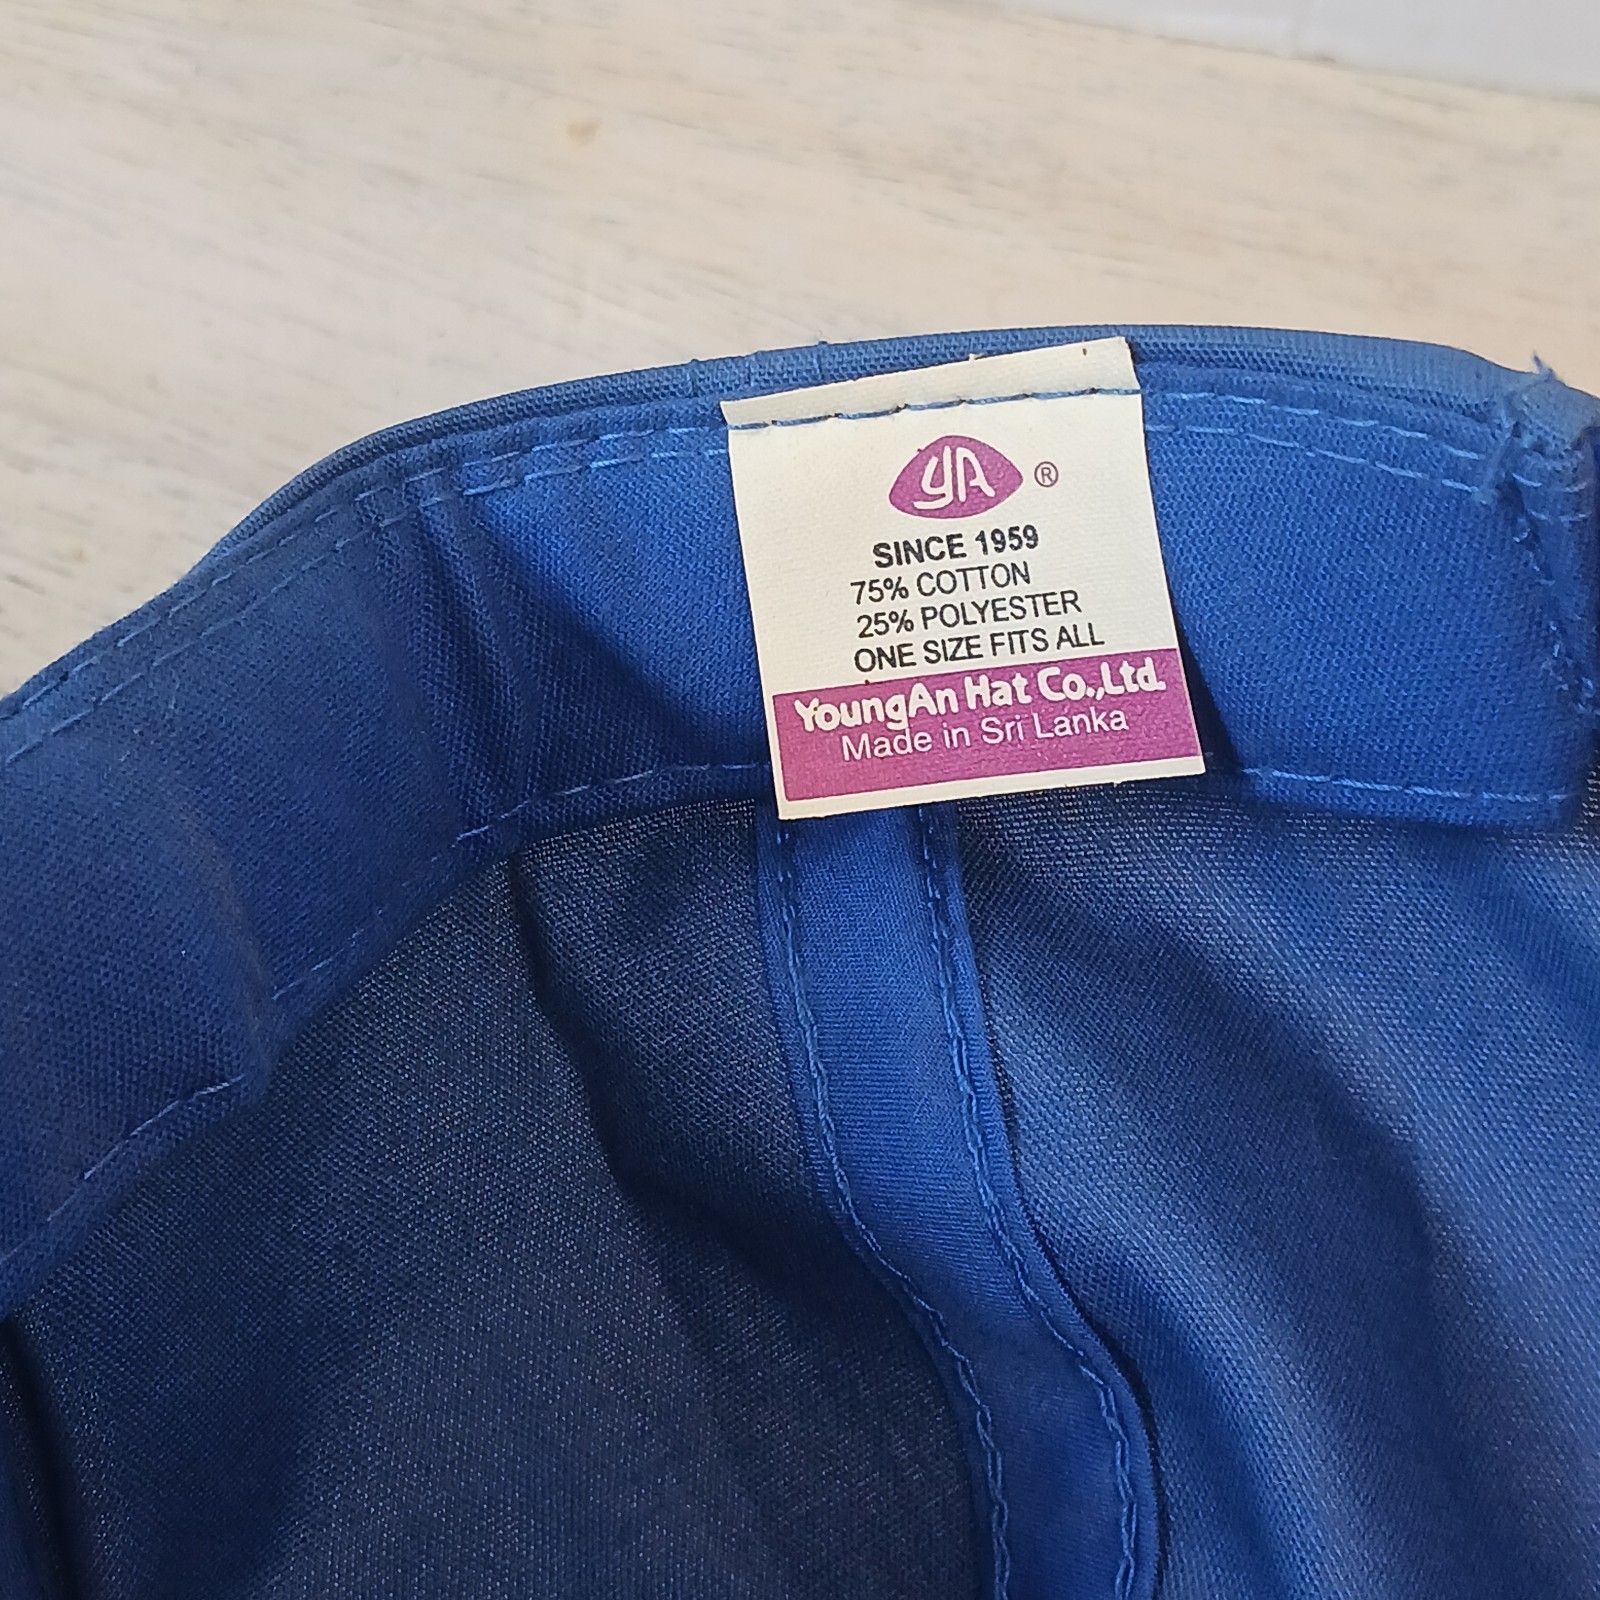 YA ®
SINCE 1959
75% COTTON
25% POLYESTER
ONE SIZE FITS ALL
YoungAn Hat Co.,Ltd.
Made in Sri Lanka